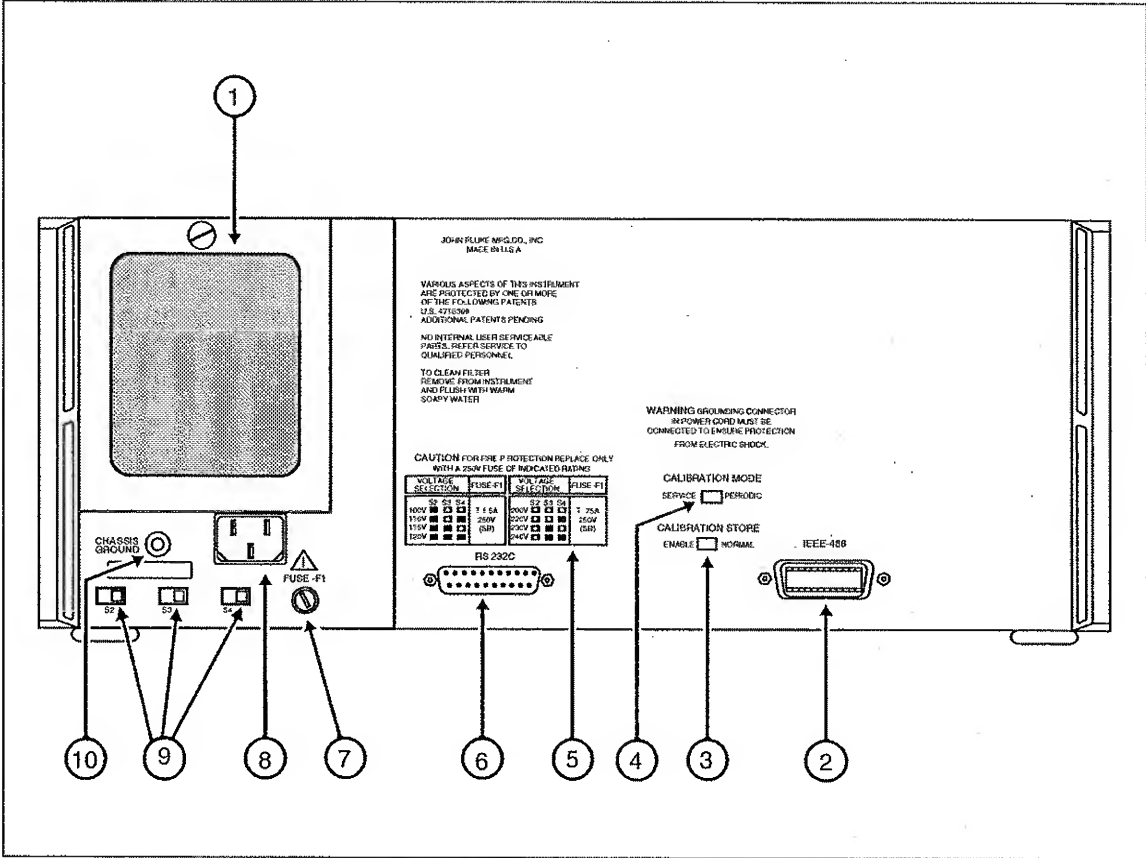 1
JOHN FLUKE MFG.CO., INC
MADE IN U.S.A
VARIOUS ASPECTS OF THIS INSTRUMENT
ARE PROTECTED BY ONE OR MORE
OF THE FOLLOWING PATENTS
U.S.
ADDITIONAL PATENTS PENDING
NO INTERNAL USER SERVICEABLE
PARTS. REFER SERVICE TO
QUALIFIED PERSONNEL
TO CLEAN FILTER
REMOVE FROM INSTRUMENT
AND FLUSH WITH WARM
SOAPY WATER
WARNING GROUNDING CONNECTOR
IN POWER CORD MUST BE
CONNECTED TO ENSURE PROTECTION
FROM ELECTRIC SHOCK.
CAUTION FOR FIRE PROTECTION REPLACE ONLY
WITH A 250V FUSE OF INDICATED RATING
VOLTAGE SELECTION FUSE-F1 VOLTAGE SELECTION FUSE-F1
S2 S3 S4 S2 S3 S4
100V 200V
250V 220V 250V
(SB) 230V (SB)
120V 240V
CALIBRATION MODE
SERVICE PERIODIC
CALIBRATION STORE
ENABLE NORMAL
IEEE-488
RS 232C
CHASSIS
GROUND
FUSE -F1
S2 S3 S4
10 9 8 7 6 5 4 3 2